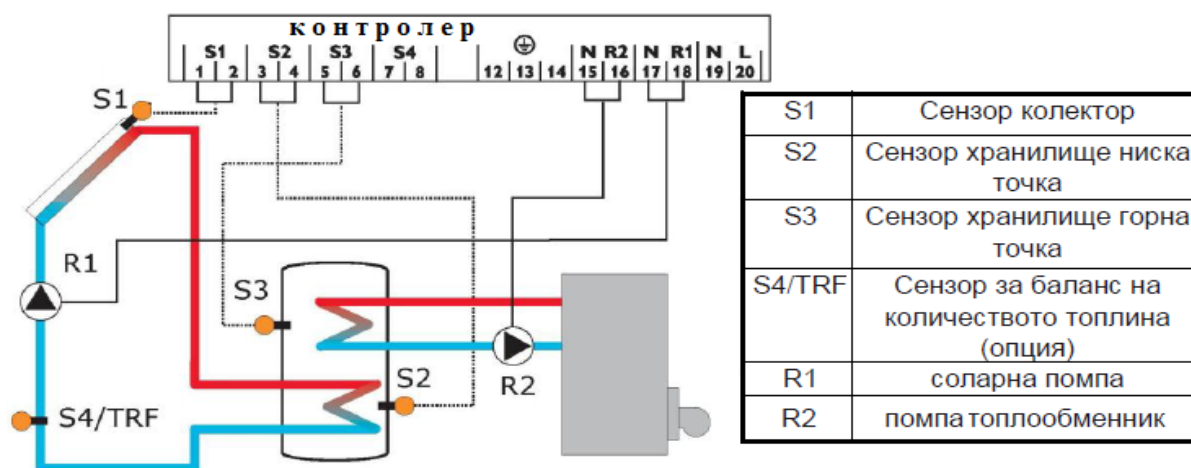 контролер
S1 S2 S3 S4 N R2 N R1 N L
1 2 3 4 5 6 7 8 12 13 14 15 16 17 18 19 20
S1
R1
S3
S2
R2
S4/TRF
S1 Сензор колектор
S2 Сензор хранилище ниска
точка
S3 Сензор хранилище горна
точка
S4/TRF Сензор за баланс на
количеството топлина
(опция)
R1 соларна помпа
R2 помпа топлообменник